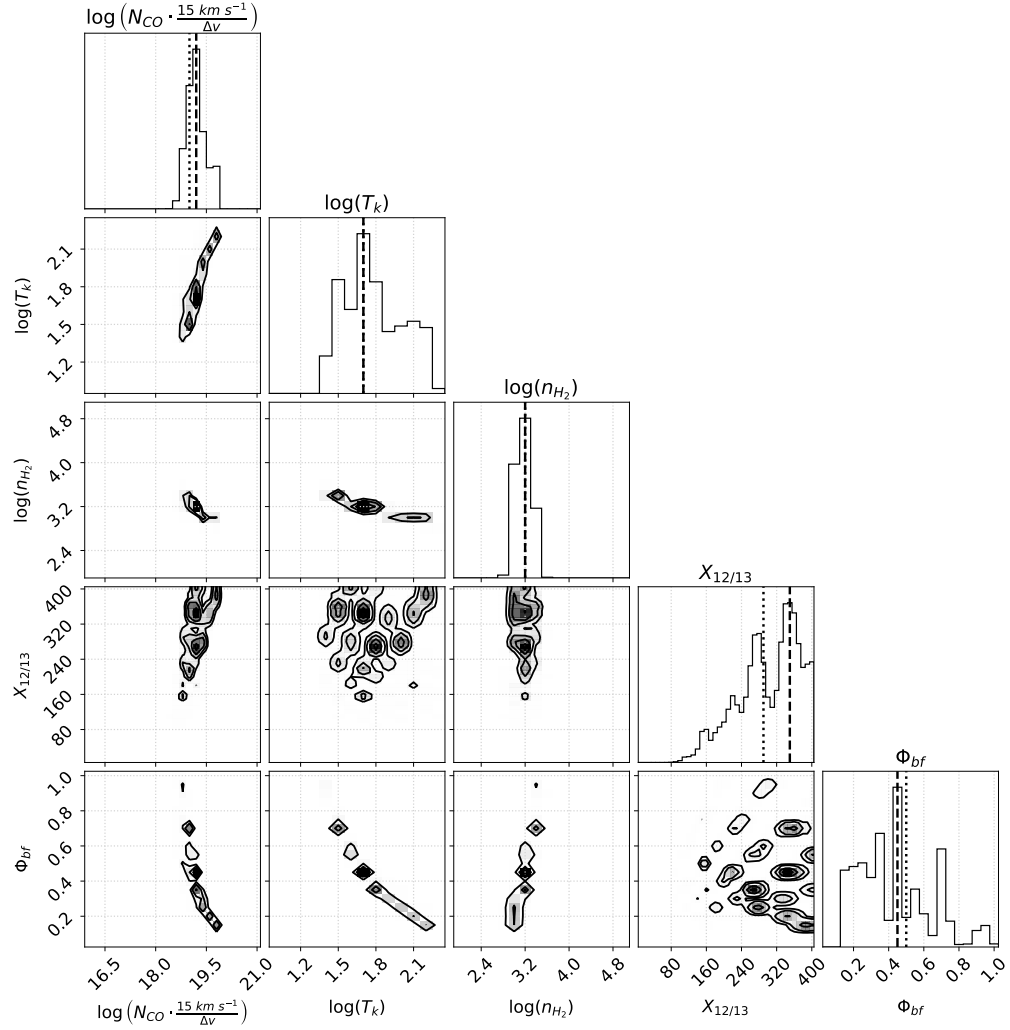 log (N_CO · 15 km s⁻¹ / Δv)
log(T_k)
2.1
1.8
1.5
1.2
log(T_k)
log(n_H₂)
4.8
4.0
3.2
2.4
log(n_H₂)
X_12/13
400
320
240
160
80
X_12/13
Φ_bf
1.0
0.8
0.6
0.4
0.2
Φ_bf
16.5 18.0 19.5 21.0
1.2 1.5 1.8 2.1
2.4 3.2 4.0 4.8
80 160 240 320 400
0.2 0.4 0.6 0.8 1.0
log (N_CO · 15 km s⁻¹ / Δv)
log(T_k)
log(n_H₂)
X_12/13
Φ_bf